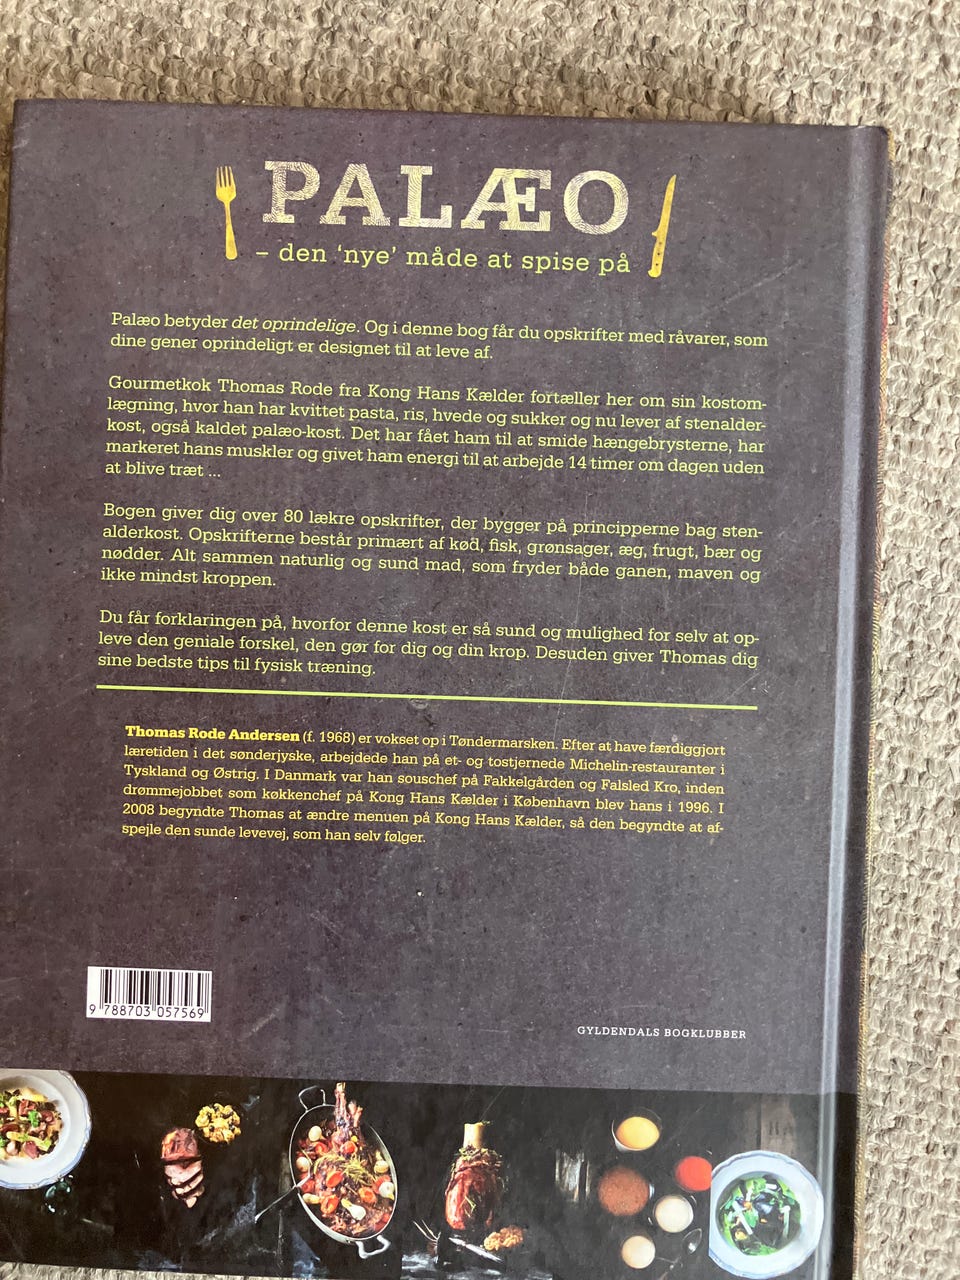 PALÆO
– den ‘nye’ måde at spise på
Palæo betyder det oprindelige. Og i denne bog får du opskrifter med råvarer, som
dine gener oprindeligt er designet til at leve af.
Gourmetkok Thomas Rode fra Kong Hans Kælder fortæller her om sin kostom-
lægning, hvor han har kvittet pasta, ris, hvede og sukker og nu lever af stenalder-
kost, også kaldet palæo-kost. Det har fået ham til at smide hængebrysterne, har
markeret hans muskler og givet ham energi til at arbejde 14 timer om dagen uden
at blive træt ...
Bogen giver dig over 80 lækre opskrifter, der bygger på principperne bag sten-
alderkost. Opskrifterne består primært af kød, fisk, grønsager, æg, frugt, bær og
nødder. Alt sammen naturlig og sund mad, som fryder både ganen, maven og
ikke mindst kroppen.
Du får forklaringen på, hvorfor denne kost er så sund og mulighed for selv at op-
leve den geniale forskel, den gør for dig og din krop. Desuden giver Thomas dig
sine bedste tips til fysisk træning.
Thomas Rode Andersen (f. 1968) er vokset op i Tøndermarsken. Efter at have færdiggjort
læretiden i det sønderjyske, arbejdede han på et- og tostjernede Michelin-restauranter i
Tyskland og Østrig. I Danmark var han souschef på Fakkelgården og Falsled Kro, inden
drømmejobbet som køkkenchef på Kong Hans Kælder i København blev hans i 1996. I
2008 begyndte Thomas at ændre menuen på Kong Hans Kælder, så den begyndte at af-
spejle den sunde levevej, som han selv følger.
9 788703 057569
GYLDENDALS BOGKLUBBER